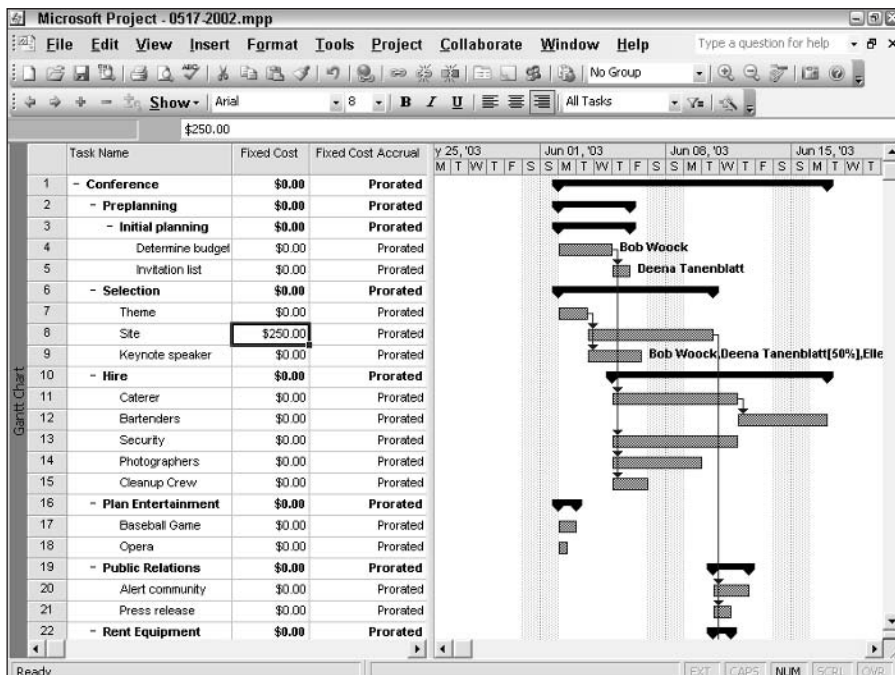 Microsoft Project - 0517-2002.mpp
File Edit View Insert Format Tools Project Collaborate Window Help Type a question for help
No Group
Show Arial 8 B I U All Tasks
$250.00
Task Name Fixed Cost Fixed Cost Accrual y 25, '03 Jun 01, '03 Jun 08, '03 Jun 15, '03
M T W T F S S M T W T F S S M T W T F S S M T W T
1 - Conference $0.00 Prorated
2 - Preplanning $0.00 Prorated
3 - Initial planning $0.00 Prorated
4 Determine budget $0.00 Prorated Bob Woock
5 Invitation list $0.00 Prorated Deena Tanenblatt
6 - Selection $0.00 Prorated
7 Theme $0.00 Prorated
8 Site $250.00 Prorated
9 Keynote speaker $0.00 Prorated Bob Woock,Deena Tanenblatt[50%],Elle
10 - Hire $0.00 Prorated
11 Caterer $0.00 Prorated
12 Bartenders $0.00 Prorated
13 Security $0.00 Prorated
14 Photographers $0.00 Prorated
15 Cleanup Crew $0.00 Prorated
16 - Plan Entertainment $0.00 Prorated
17 Baseball Game $0.00 Prorated
18 Opera $0.00 Prorated
19 - Public Relations $0.00 Prorated
20 Alert community $0.00 Prorated
21 Press release $0.00 Prorated
22 - Rent Equipment $0.00 Prorated
Gantt Chart
Ready EXT CAPS NUM SCRL OVR